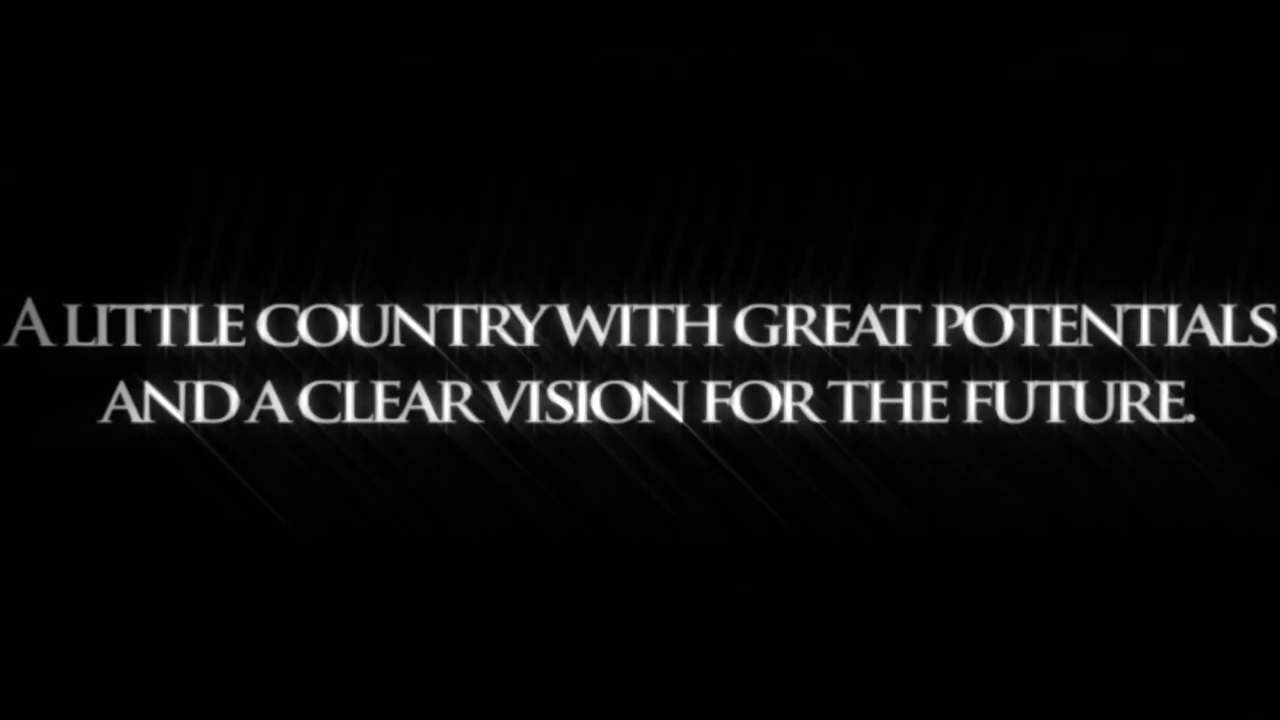 A LITTLE COUNTRY WITH GREAT POTENTIALS
AND A CLEAR VISION FOR THE FUTURE.